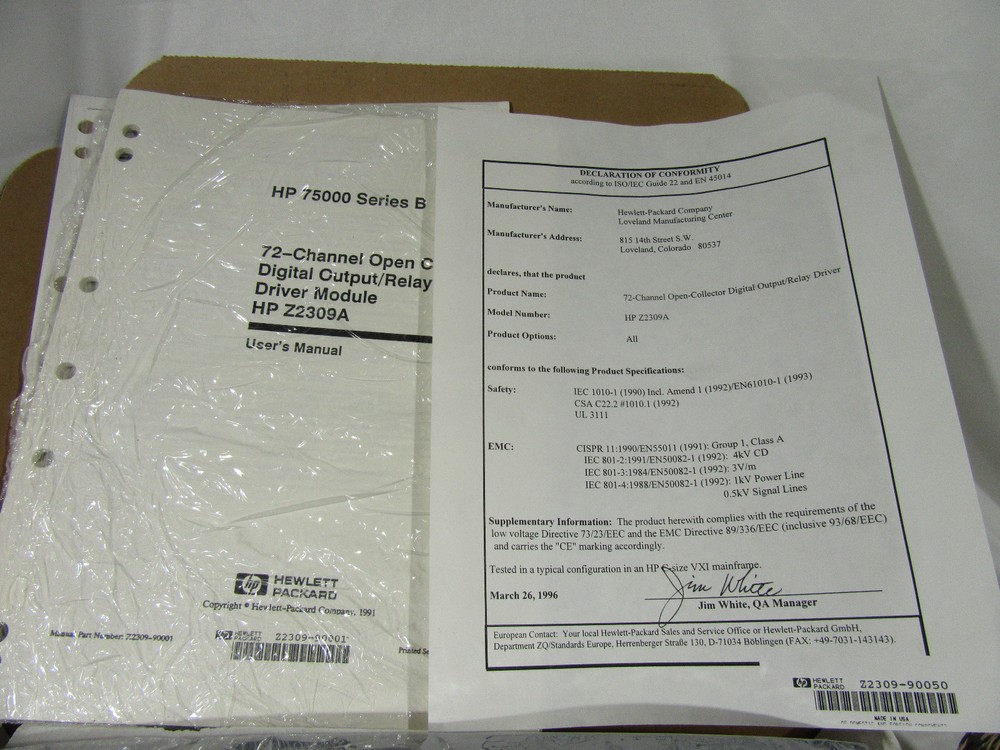 HP 75000 Series B
72-Channel Open C
Digital Output/Relay
Driver Module
HP Z2309A
User's Manual
hp HEWLETT
PACKARD
Copyright © Hewlett-Packard Company, 1991
Manual Part Number: Z2309-90001
HEWLETT
PACKARD
Z2309-90001
Printed
DECLARATION OF CONFORMITY
according to ISO/IEC Guide 22 and EN 45014
Manufacturer's Name: Hewlett-Packard Company
Loveland Manufacturing Center
Manufacturer's Address: 815 14th Street S.W.
Loveland, Colorado 80537
declares, that the product
Product Name: 72-Channel Open-Collector Digital Output/Relay Driver
Model Number: HP Z2309A
Product Options: All
conforms to the following Product Specifications:
Safety: IEC 1010-1 (1990) Incl. Amend 1 (1992)/EN61010-1 (1993)
CSA C22.2 #1010.1 (1992)
UL 3111
EMC: CISPR 11:1990/EN55011 (1991): Group 1, Class A
IEC 801-2:1991/EN50082-1 (1992): 4kV CD
IEC 801-3:1984/EN50082-1 (1992): 3V/m
IEC 801-4:1988/EN50082-1 (1992): 1kV Power Line
0.5kV Signal Lines
Supplementary Information: The product herewith complies with the requirements of the
low voltage Directive 73/23/EEC and the EMC Directive 89/336/EEC (inclusive 93/68/EEC)
and carries the "CE" marking accordingly.
Tested in a typical configuration in an HP C-size VXI mainframe.
Jim White
March 26, 1996
Jim White, QA Manager
European Contact: Your local Hewlett-Packard Sales and Service Office or Hewlett-Packard GmbH,
Department ZQ/Standards Europe, Herrenberger Straße 130, D-71034 Böblingen (FAX: +49-7031-143143).
hp HEWLETT
PACKARD
Z2309-90050
MADE IN USA